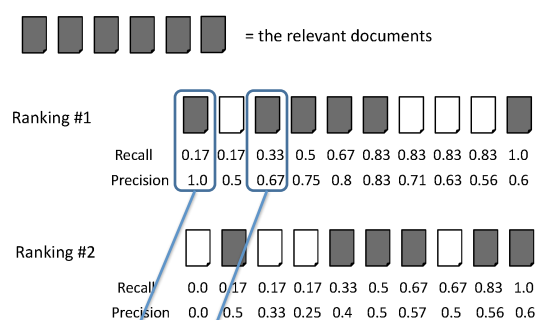 = the relevant documents
Ranking #1
Recall 0.17 0.17 0.33 0.5 0.67 0.83 0.83 0.83 0.83 1.0
Precision 1.0 0.5 0.67 0.75 0.8 0.83 0.71 0.63 0.56 0.6
Ranking #2
Recall 0.0 0.17 0.17 0.17 0.33 0.5 0.67 0.67 0.83 1.0
Precision 0.0 0.5 0.33 0.25 0.4 0.5 0.57 0.5 0.56 0.6